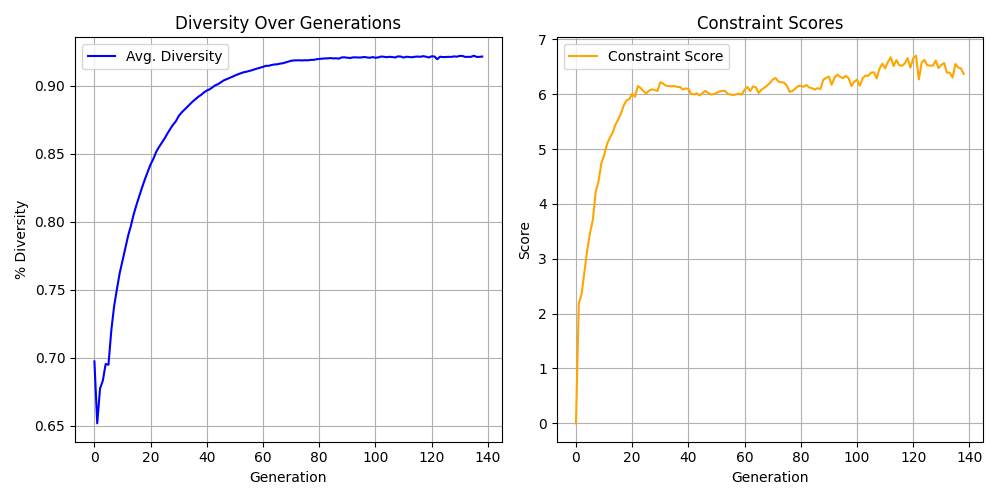 Diversity Over Generations
Avg. Diversity
% Diversity
0.90
0.85
0.80
0.75
0.70
0.65
0 20 40 60 80 100 120 140
Generation
Constraint Scores
Constraint Score
Score
7
6
5
4
3
2
1
0
0 20 40 60 80 100 120 140
Generation